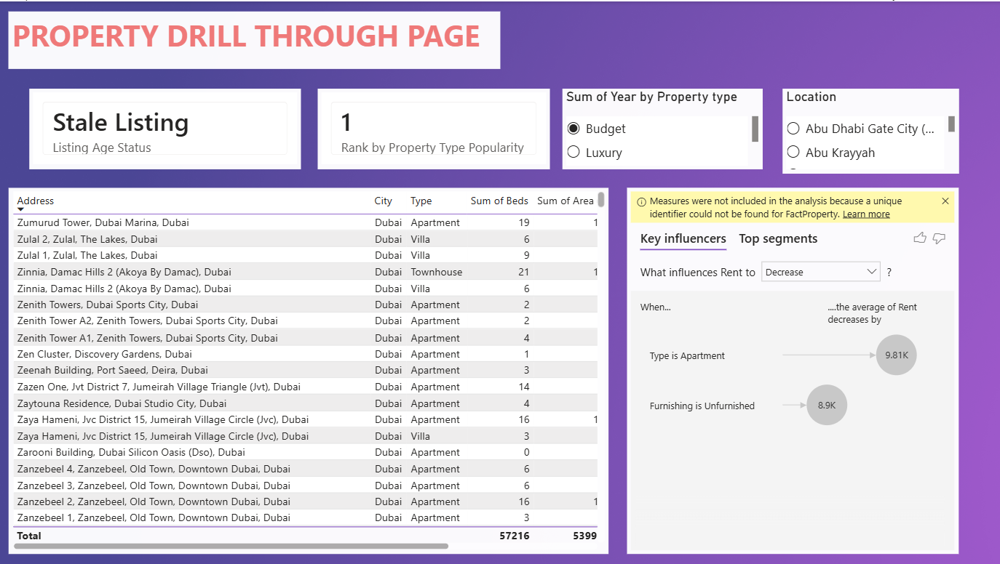 PROPERTY DRILL THROUGH PAGE
Stale Listing
Listing Age Status
1
Rank by Property Type Popularity
Sum of Year by Property type
Budget
Luxury
Location
Abu Dhabi Gate City (...
Abu Krayyah
Address City Type Sum of Beds Sum of Area
Zumurud Tower, Dubai Marina, Dubai Dubai Apartment 19 1
Zulal 2, Zulal, The Lakes, Dubai Dubai Villa 6
Zulal 1, Zulal, The Lakes, Dubai Dubai Villa 9
Zinnia, Damac Hills 2 (Akoya By Damac), Dubai Dubai Townhouse 21 1
Zinnia, Damac Hills 2 (Akoya By Damac), Dubai Dubai Villa 6
Zenith Towers, Dubai Sports City, Dubai Dubai Apartment 2
Zenith Tower A2, Zenith Towers, Dubai Sports City, Dubai Dubai Apartment 2
Zenith Tower A1, Zenith Towers, Dubai Sports City, Dubai Dubai Apartment 4
Zen Cluster, Discovery Gardens, Dubai Dubai Apartment 1
Zeenah Building, Port Saeed, Deira, Dubai Dubai Apartment 3
Zazen One, Jvt District 7, Jumeirah Village Triangle (Jvt), Dubai Dubai Apartment 14
Zaytouna Residence, Dubai Studio City, Dubai Dubai Apartment 4
Zaya Hameni, Jvc District 15, Jumeirah Village Circle (Jvc), Dubai Dubai Apartment 16 1
Zaya Hameni, Jvc District 15, Jumeirah Village Circle (Jvc), Dubai Dubai Villa 3
Zarooni Building, Dubai Silicon Oasis (Dso), Dubai Dubai Apartment 0
Zanzebeel 4, Zanzebeel, Old Town, Downtown Dubai, Dubai Dubai Apartment 6
Zanzebeel 3, Zanzebeel, Old Town, Downtown Dubai, Dubai Dubai Apartment 6
Zanzebeel 2, Zanzebeel, Old Town, Downtown Dubai, Dubai Dubai Apartment 16 1
Zanzebeel 1, Zanzebeel, Old Town, Downtown Dubai, Dubai Dubai Apartment 3
Total 57216 5399
Measures were not included in the analysis because a unique
identifier could not be found for FactProperty. Learn more
Key influencers Top segments
What influences Rent to Decrease ?
When... ....the average of Rent
decreases by
Type is Apartment 9.81K
Furnishing is Unfurnished 8.9K